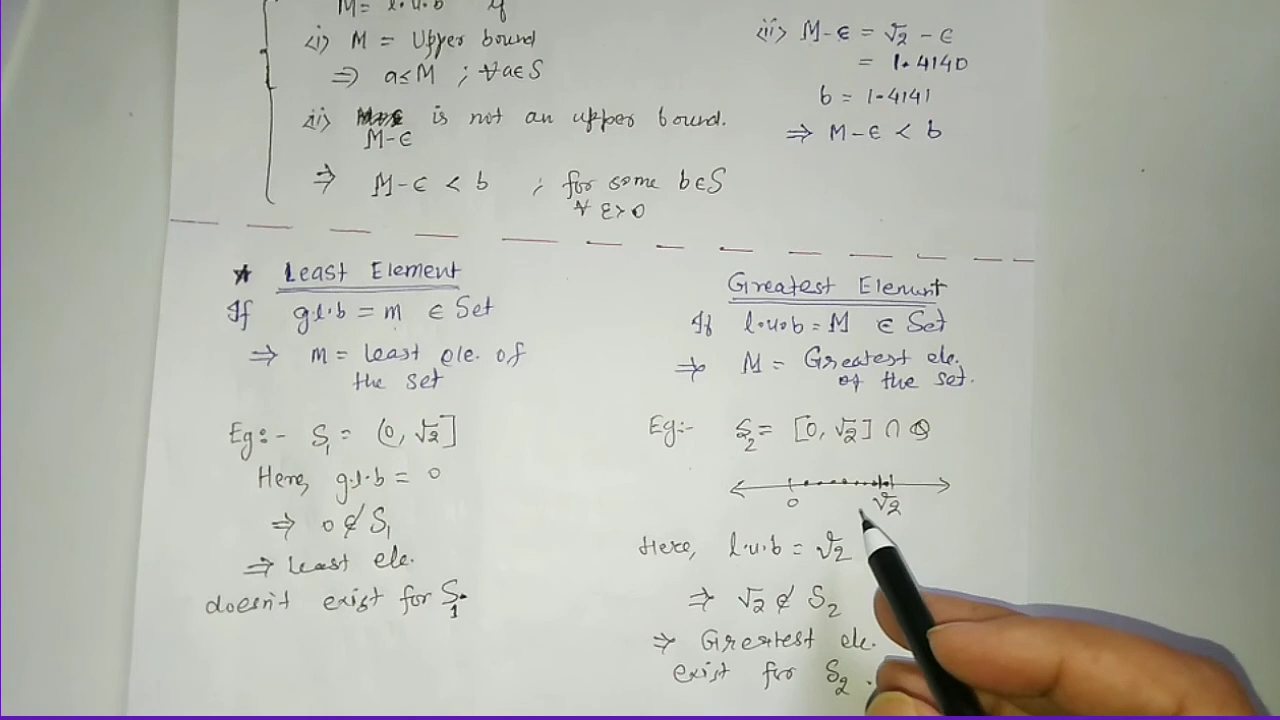 M = l.u.b if
(i) M = Upper bound
⇒ a ≤ M ; ∀ a ∈ S
(ii) is not an upper bound.
M-ϵ
⇒ M-ϵ < b ; for some b ∈ S
∀ ε > 0
(ii) M-ϵ = √2 - ϵ
= 1.4140
b = 1.4141
⇒ M-ϵ < b
* Least Element
If g.l.b = m ∈ Set
⇒ m = least ele. of
the set
Eg:- S₁ = (0, √2]
Here, g.l.b = 0
⇒ 0 ∉ S₁
⇒ Least ele.
doesn't exist for S₁.
Greatest Element
If l.u.b = M ∈ Set
⇒ M = Greatest ele.
of the set.
Eg:- S₂ = [0, √2] ∩ Q
0 √2
Here, l.u.b = √2
⇒ √2 ∉ S₂
⇒ Greatest ele.
exist for S₂.